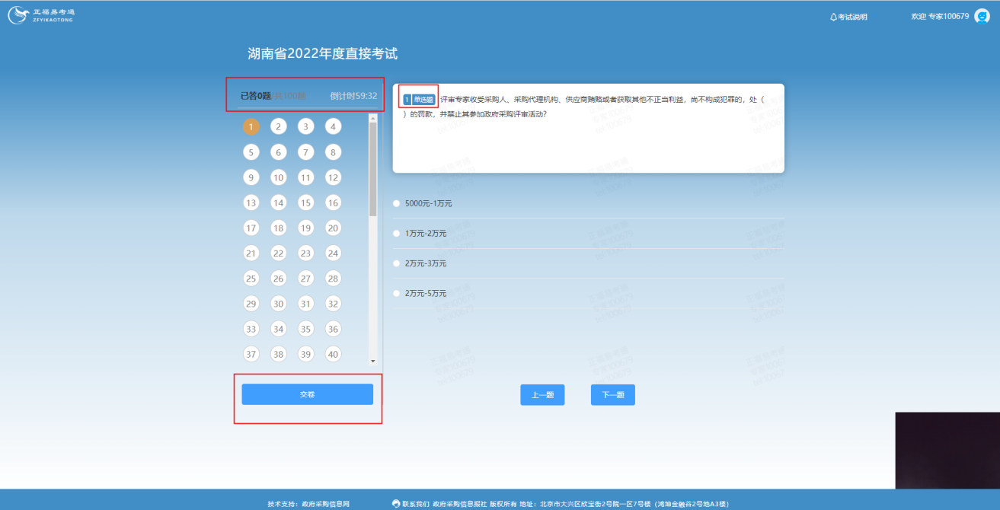 正福易考通
ZFYIKAOTONG
考试说明
欢迎 专家100679
湖南省2022年度直接考试
已答0题/共100题
倒计时59:32
1 2 3 4
5 6 7 8
9 10 11 12
13 14 15 16
17 18 19 20
21 22 23 24
25 26 27 28
29 30 31 32
33 34 35 36
37 38 39 40
交卷
1 单选题 评审专家收受采购人、采购代理机构、供应商贿赂或者获取其他不正当利益，尚不构成犯罪的，处（
）的罚款，并禁止其参加政府采购评审活动？
5000元-1万元
1万元-2万元
2万元-3万元
2万元-5万元
上一题
下一题
技术支持：政府采购信息网
联系我们 政府采购信息报社 版权所有 地址：北京市大兴区欣宝街2号院一区7号楼（鸿坤金融谷2号地A3楼）